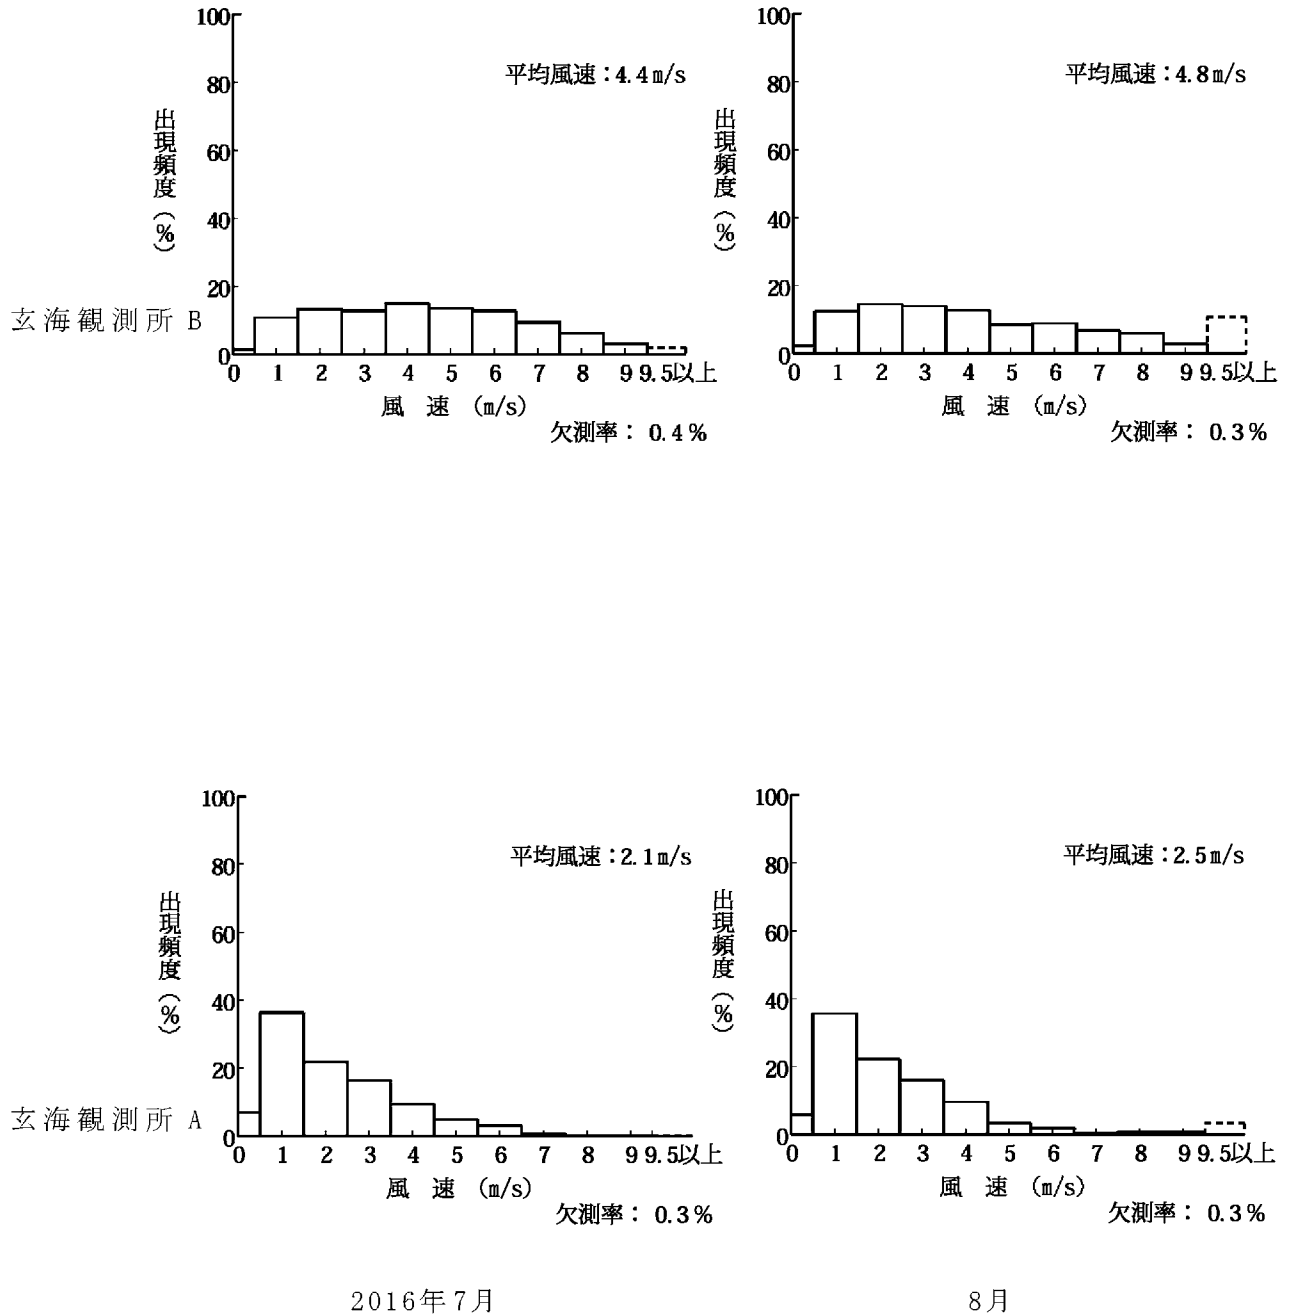 玄海観測所 B
出現頻度(%)
100
80
60
40
20
0
平均風速:4.4m/s
0 1 2 3 4 5 6 7 8 9 9.5以上
風 速 (m/s)
欠測率: 0.4%
出現頻度(%)
100
80
60
40
20
0
平均風速:4.8m/s
0 1 2 3 4 5 6 7 8 9 9.5以上
風 速 (m/s)
欠測率: 0.3%
玄海観測所 A
出現頻度(%)
100
80
60
40
20
0
平均風速:2.1m/s
0 1 2 3 4 5 6 7 8 9 9.5以上
風 速 (m/s)
欠測率: 0.3%
出現頻度(%)
100
80
60
40
20
0
平均風速:2.5m/s
0 1 2 3 4 5 6 7 8 9 9.5以上
風 速 (m/s)
欠測率: 0.3%
2016年7月
8月